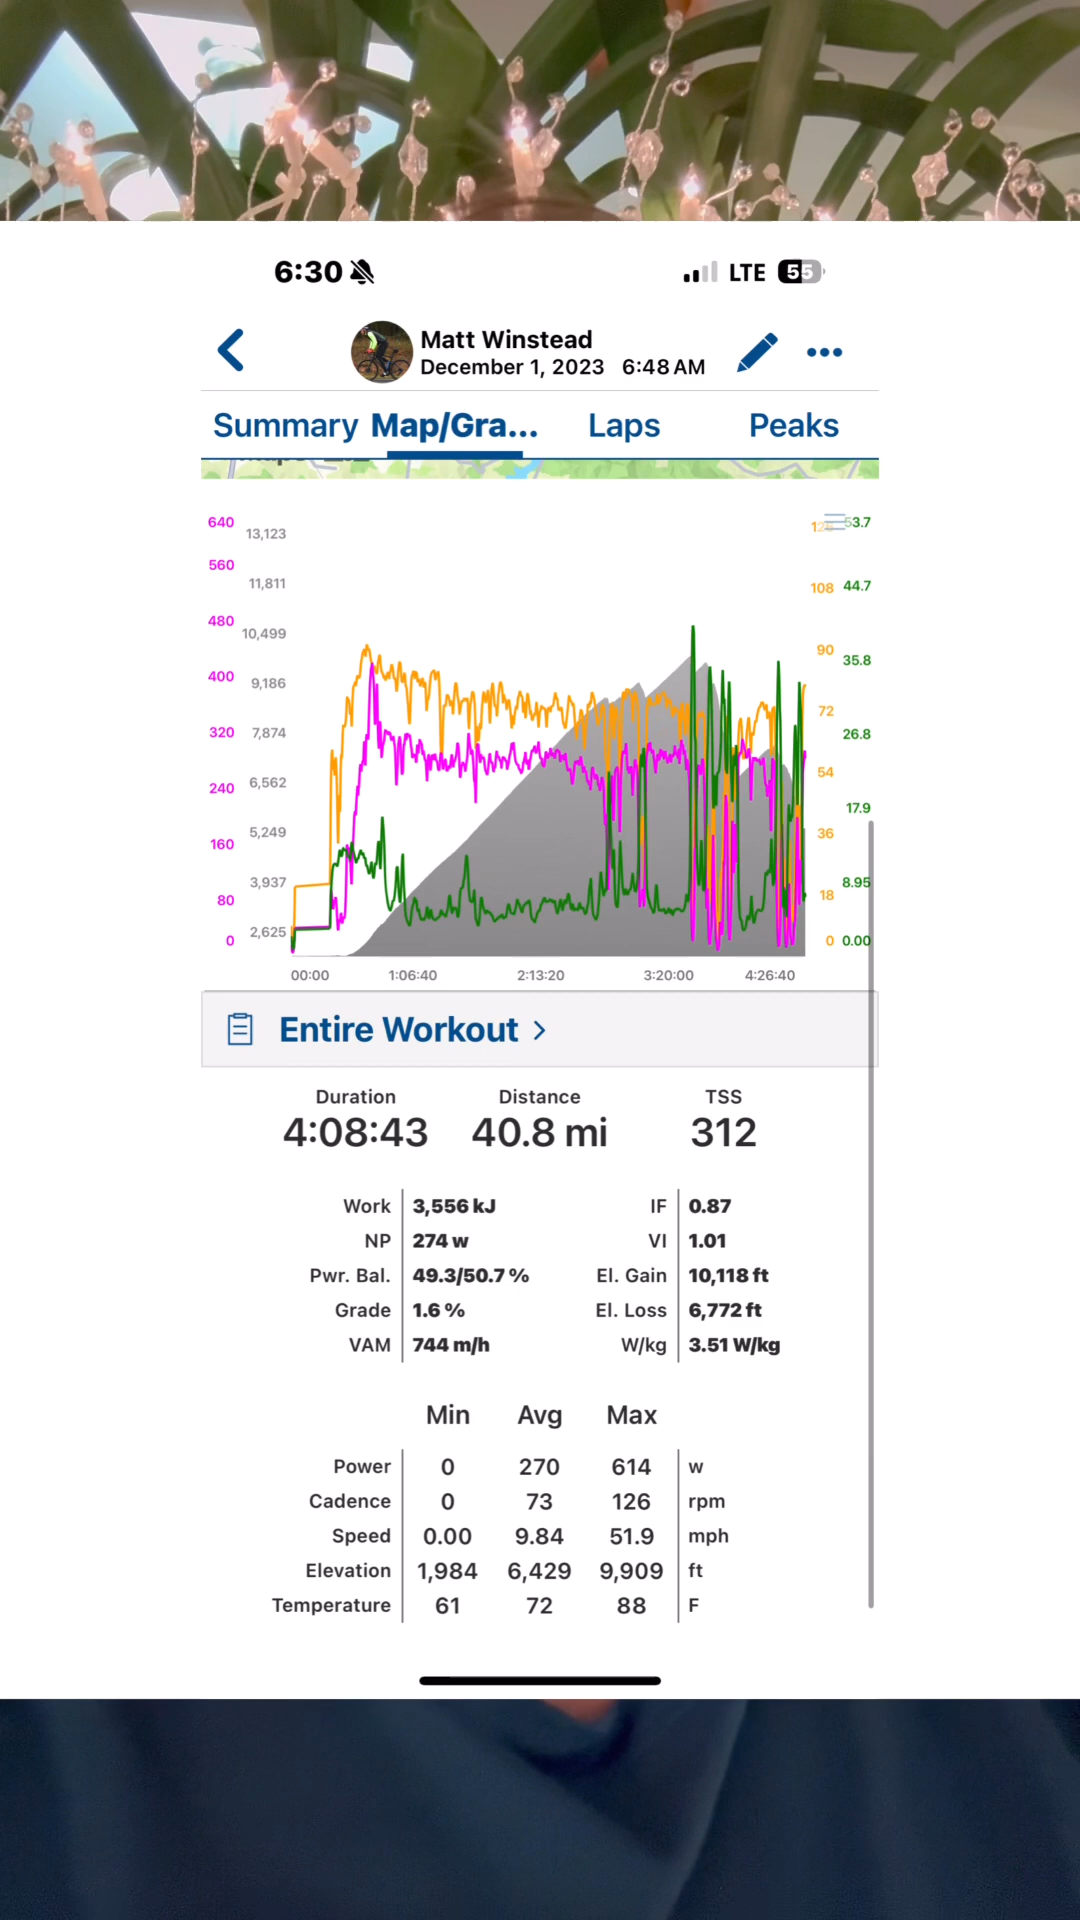 6:30 LTE 55
Matt Winstead
December 1, 2023 6:48 AM
Summary Map/Gra... Laps Peaks
640 13,123 53.7
560 11,811 108 44.7
480 10,499 90 35.8
400 9,186 72
320 7,874 26.8
240 6,562 54
160 5,249 36 17.9
80 3,937 18 8.95
0 2,625 0 0.00
00:00 1:06:40 2:13:20 3:20:00 4:26:40
Entire Workout >
Duration Distance TSS
4:08:43 40.8 mi 312
Work 3,556 kJ IF 0.87
NP 274 w VI 1.01
Pwr. Bal. 49.3/50.7 % El. Gain 10,118 ft
Grade 1.6 % El. Loss 6,772 ft
VAM 744 m/h W/kg 3.51 W/kg
Min Avg Max
Power 0 270 614 w
Cadence 0 73 126 rpm
Speed 0.00 9.84 51.9 mph
Elevation 1,984 6,429 9,909 ft
Temperature 61 72 88 F